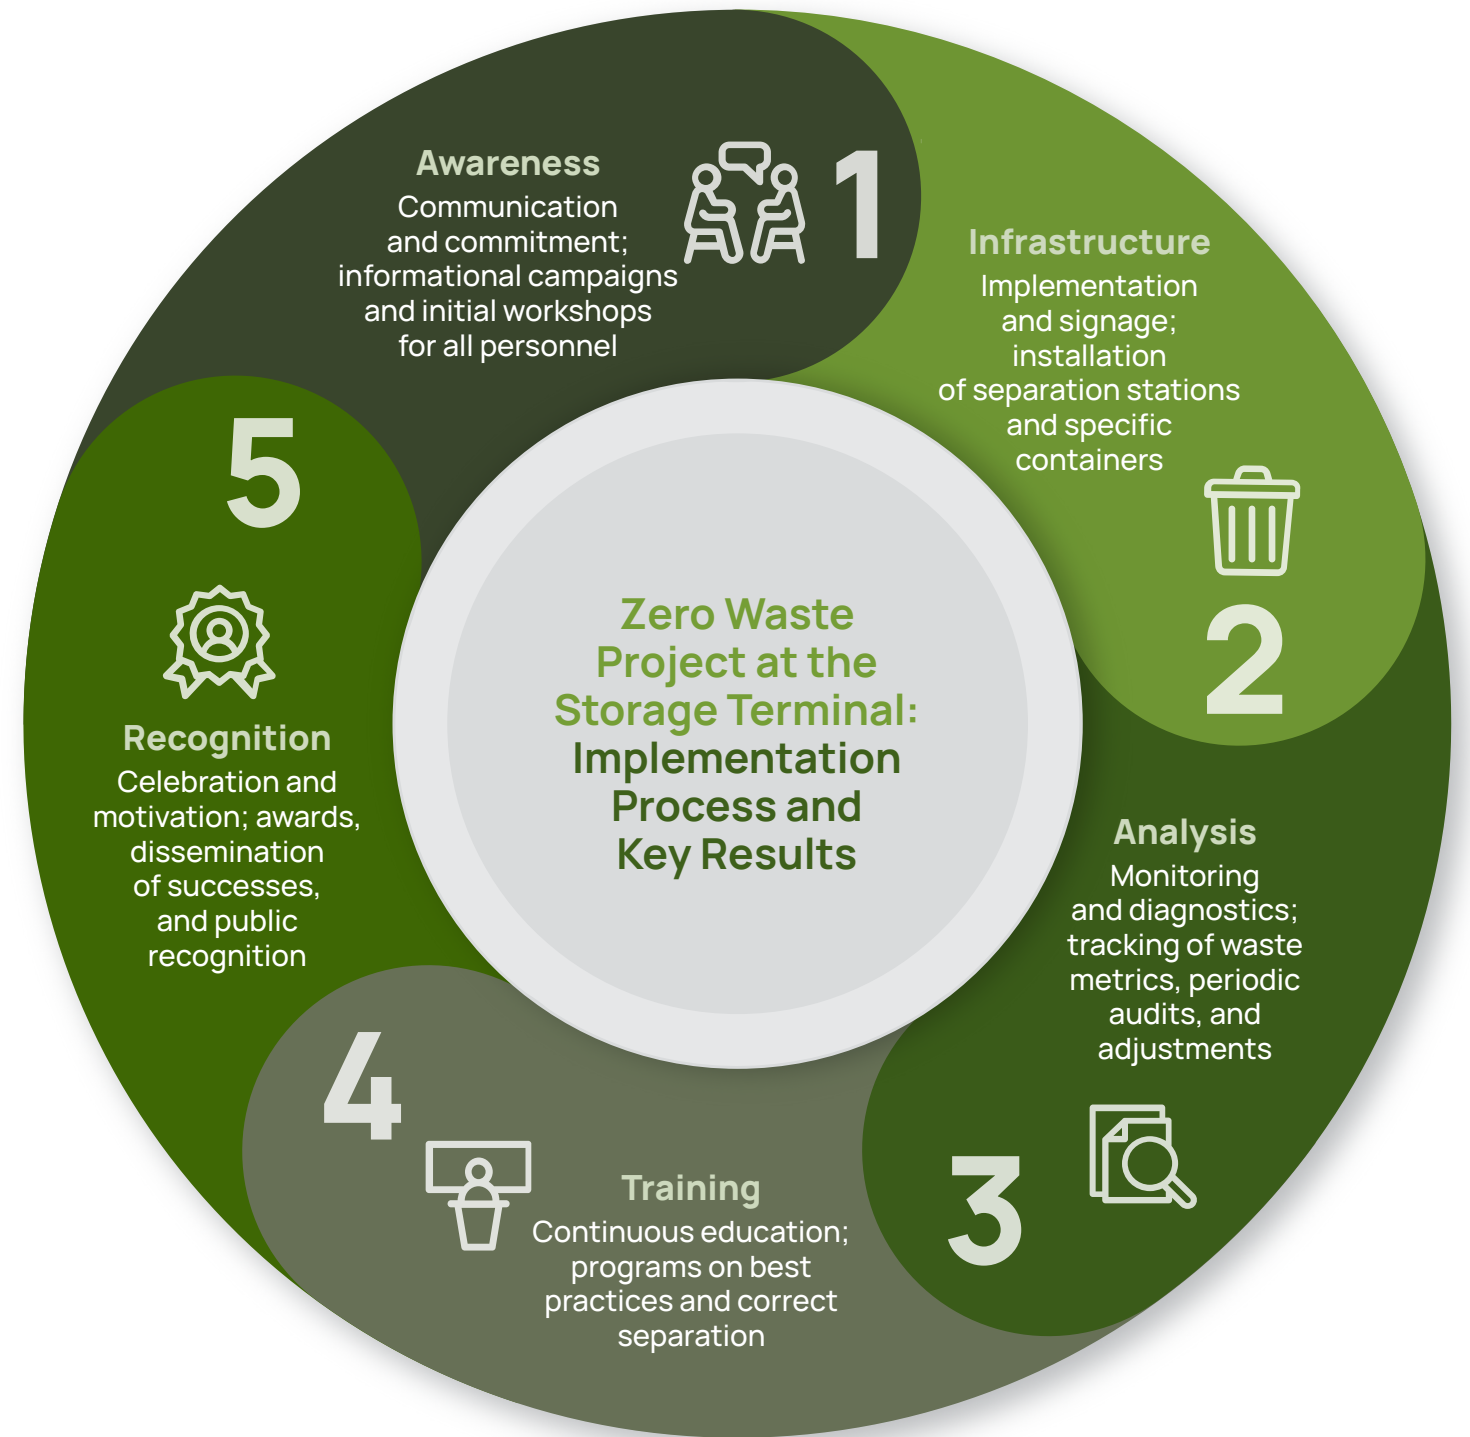 Zero Waste
Project at the
Storage Terminal:
Implementation
Process and
Key Results
1
Awareness
Communication
and commitment;
informational campaigns
and initial workshops
for all personnel
Infrastructure
Implementation
and signage;
installation
of separation stations
and specific
containers
2
Analysis
Monitoring
and diagnostics;
tracking of waste
metrics, periodic
audits, and
adjustments
3
4
Training
Continuous education;
programs on best
practices and correct
separation
5
Recognition
Celebration and
motivation; awards,
dissemination
of successes,
and public
recognition